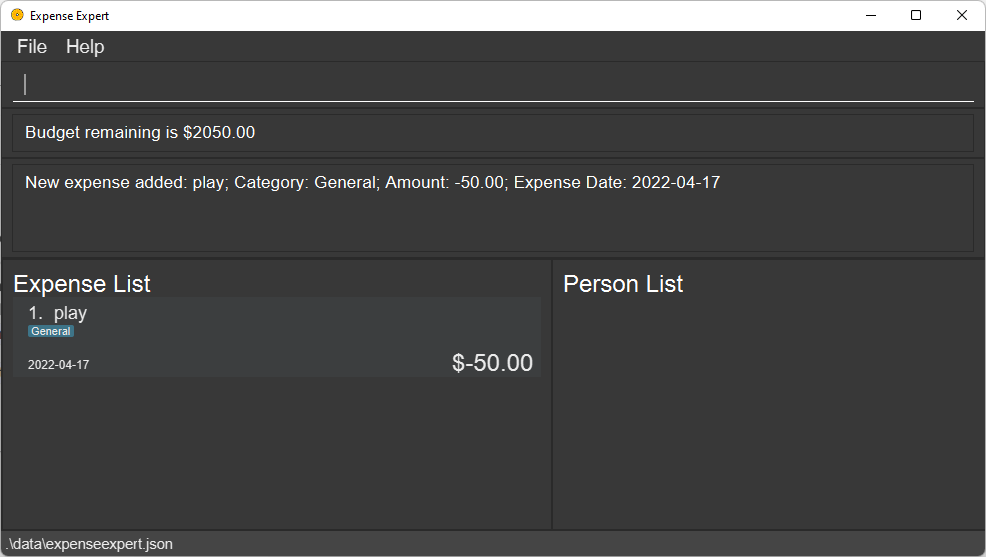 Expense Expert
File Help
Budget remaining is $2050.00
New expense added: play; Category: General; Amount: -50.00; Expense Date: 2022-04-17
Expense List
1. play
General
2022-04-17
$-50.00
Person List
.\data\expenseexpert.json